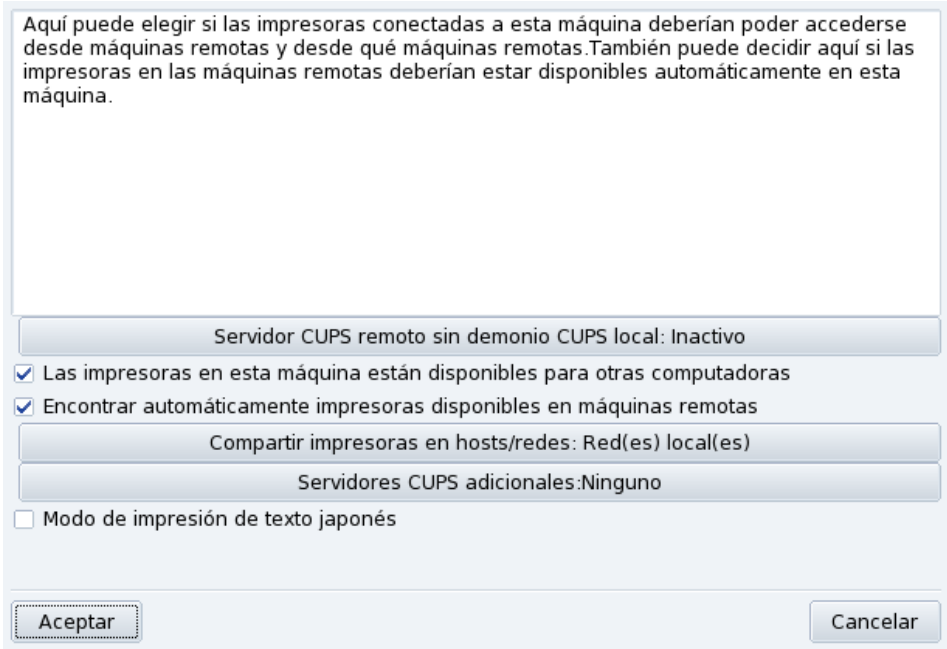 Aquí puede elegir si las impresoras conectadas a esta máquina deberían poder accederse
desde máquinas remotas y desde qué máquinas remotas.También puede decidir aquí si las
impresoras en las máquinas remotas deberían estar disponibles automáticamente en esta
máquina.
Servidor CUPS remoto sin demonio CUPS local: Inactivo
Las impresoras en esta máquina están disponibles para otras computadoras
Encontrar automáticamente impresoras disponibles en máquinas remotas
Compartir impresoras en hosts/redes: Red(es) local(es)
Servidores CUPS adicionales:Ninguno
Modo de impresión de texto japonés
Aceptar
Cancelar